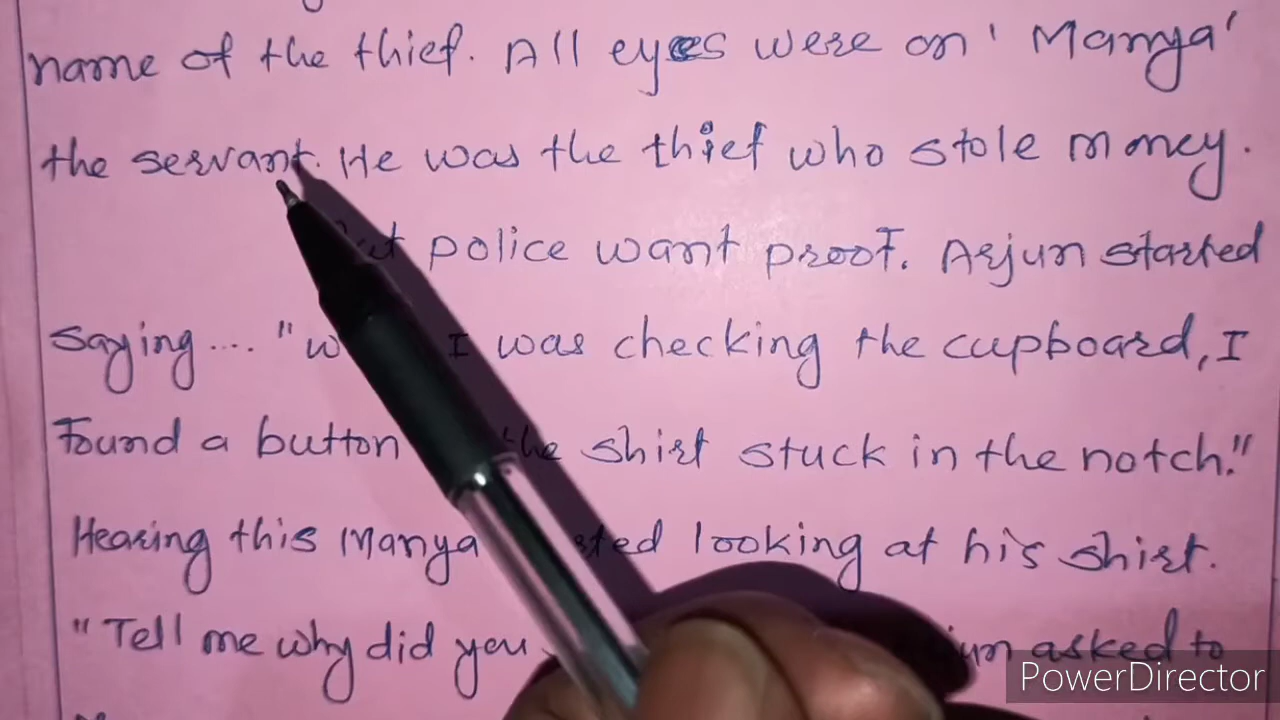 name of the thief. All eyes were on 'Manya'
the servant. He was the thief who stole money.
But police want proof. Arjun started
saying.... "w I was checking the cupboard, I
Found a button the shirt stuck in the notch."
Hearing this Manya looking at his shirt.
"Tell me why did you asked to
PowerDirector